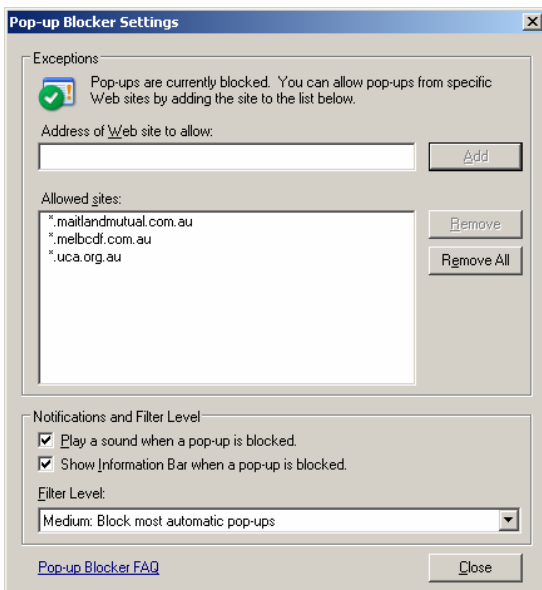 Pop-up Blocker Settings
Exceptions
Pop-ups are currently blocked. You can allow pop-ups from specific
Web sites by adding the site to the list below.
Address of Web site to allow:
Add
Allowed sites:
*.maitlandmutual.com.au
*.melbcdf.com.au
*.uca.org.au
Remove
Remove All
Notifications and Filter Level
Play a sound when a pop-up is blocked.
Show Information Bar when a pop-up is blocked.
Filter Level:
Medium: Block most automatic pop-ups
Pop-up Blocker FAQ
Close